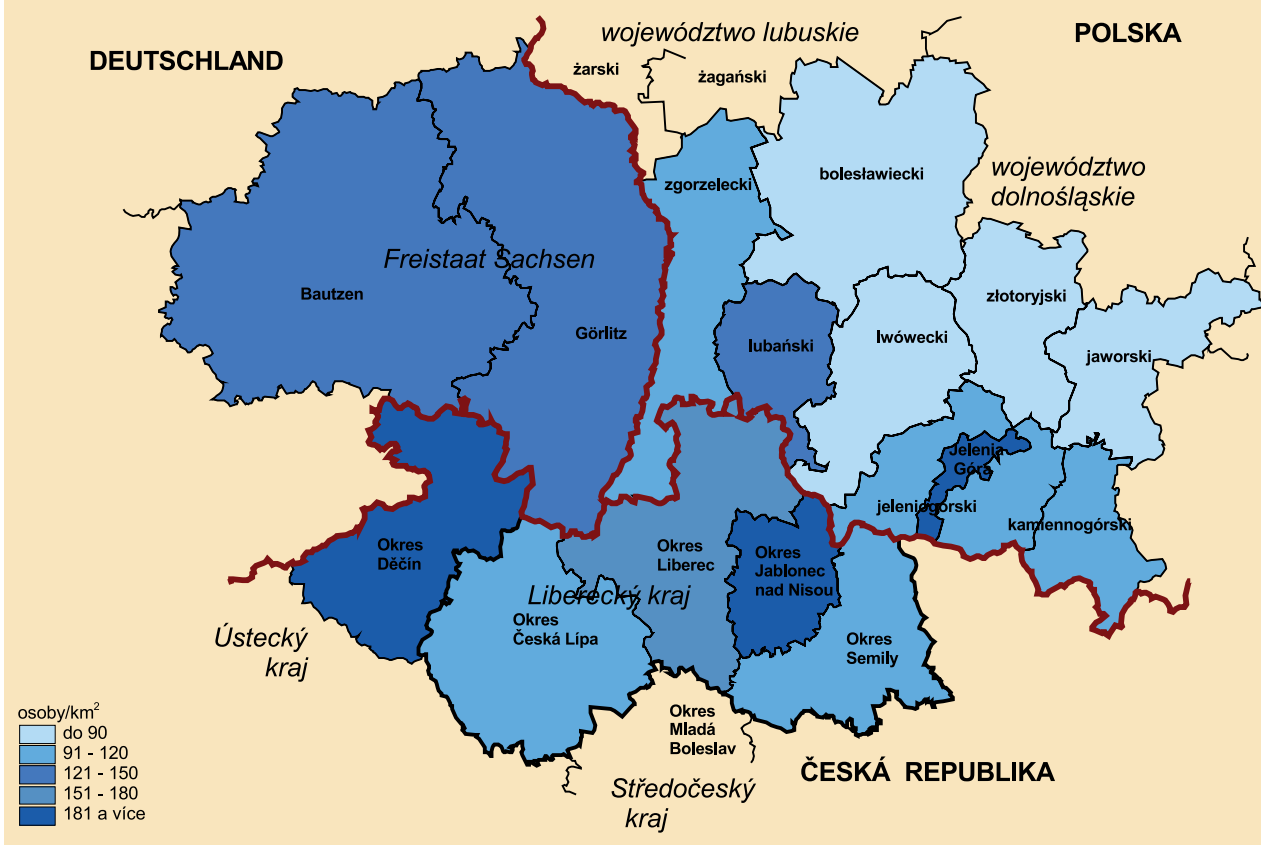 DEUTSCHLAND
województwo lubuskie
POLSKA
żarski
żagański
zgorzelecki
bolesławiecki
województwo
dolnośląskie
Freistaat Sachsen
Bautzen
Görlitz
lubański
lwówecki
złotoryjski
jaworski
Jelenia
Góra
jeleniogórski
kamiennogórski
Okres
Děčín
Okres
Liberec
Okres
Jablonec
nad Nisou
Liberecký kraj
Okres
Česká Lípa
Okres
Semily
Ústecký
kraj
Okres
Mladá
Boleslav
ČESKÁ REPUBLIKA
Středočeský
kraj
osoby/km²
do 90
91 - 120
121 - 150
151 - 180
181 a více